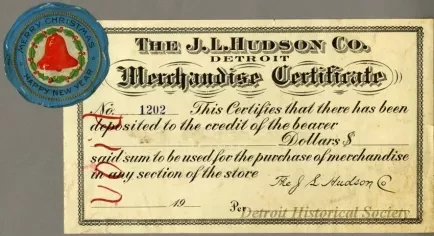 MERRY CHRISTMAS
HAPPY NEW YEAR
THE J.L.HUDSON CO.
DETROIT
Merchandise Certificate
No. 1202 This Certifies that there has been
deposited to the credit of the bearer
Dollars $
said sum to be used for the purchase of merchandise
in any section of the store
The J L Hudson Co
19 Per
VOID
Detroit Historical Society